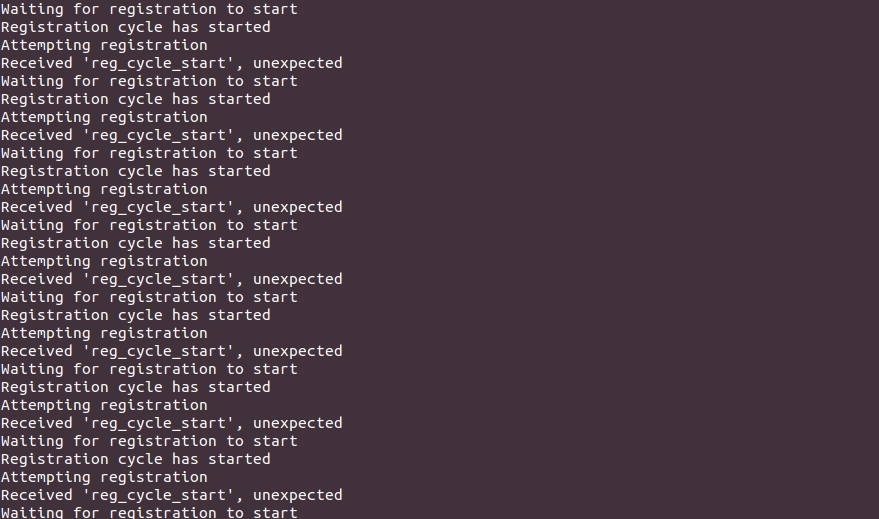 Waiting for registration to start
Registration cycle has started
Attempting registration
Received 'reg_cycle_start', unexpected
Waiting for registration to start
Registration cycle has started
Attempting registration
Received 'reg_cycle_start', unexpected
Waiting for registration to start
Registration cycle has started
Attempting registration
Received 'reg_cycle_start', unexpected
Waiting for registration to start
Registration cycle has started
Attempting registration
Received 'reg_cycle_start', unexpected
Waiting for registration to start
Registration cycle has started
Attempting registration
Received 'reg_cycle_start', unexpected
Waiting for registration to start
Registration cycle has started
Attempting registration
Received 'reg_cycle_start', unexpected
Waiting for registration to start
Registration cycle has started
Attempting registration
Received 'reg_cycle_start', unexpected
Waiting for registration to start